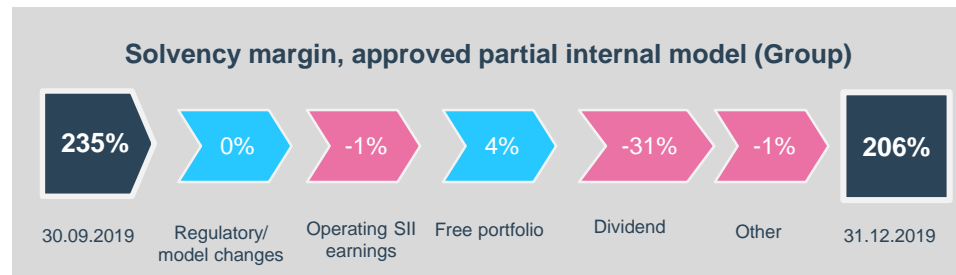 Solvency margin, approved partial internal model (Group)
235%
0%
-1%
4%
-31%
-1%
206%
30.09.2019
Regulatory/
model changes
Operating SII
earnings
Free portfolio
Dividend
Other
31.12.2019